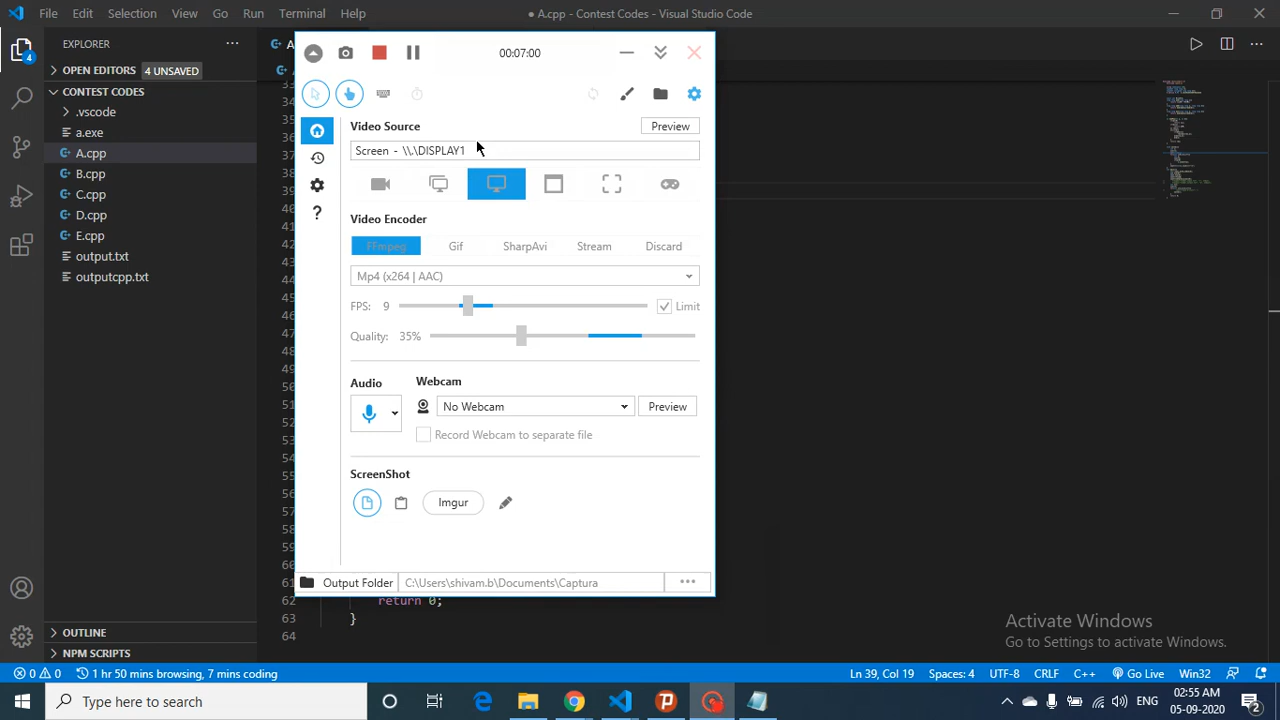 File Edit Selection View Go Run Terminal Help
● A.cpp - Visual Studio Code
4
EXPLORER
OPEN EDITORS 4 UNSAVED
CONTEST CODES
.vscode
a.exe
A.cpp
B.cpp
C.cpp
D.cpp
E.cpp
output.txt
outputcpp.txt
OUTLINE
NPM SCRIPTS
00:07:00
Video Source
Preview
Screen - \\.\DISPLAY1
Video Encoder
FFmpeg Gif SharpAvi Stream Discard
Mp4 (x264 | AAC)
FPS: 9 Limit
Quality: 35%
Audio
Webcam
No Webcam Preview
Record Webcam to separate file
ScreenShot
Imgur
Output Folder C:\Users\shivam.b\Documents\Captura •••
62 return 0;
63 }
64
Activate Windows
Go to Settings to activate Windows.
0 0 1 hr 50 mins browsing, 7 mins coding Ln 39, Col 19 Spaces: 4 UTF-8 CRLF C++ Go Live Win32
Type here to search
ENG 02:55 AM
05-09-2020
2